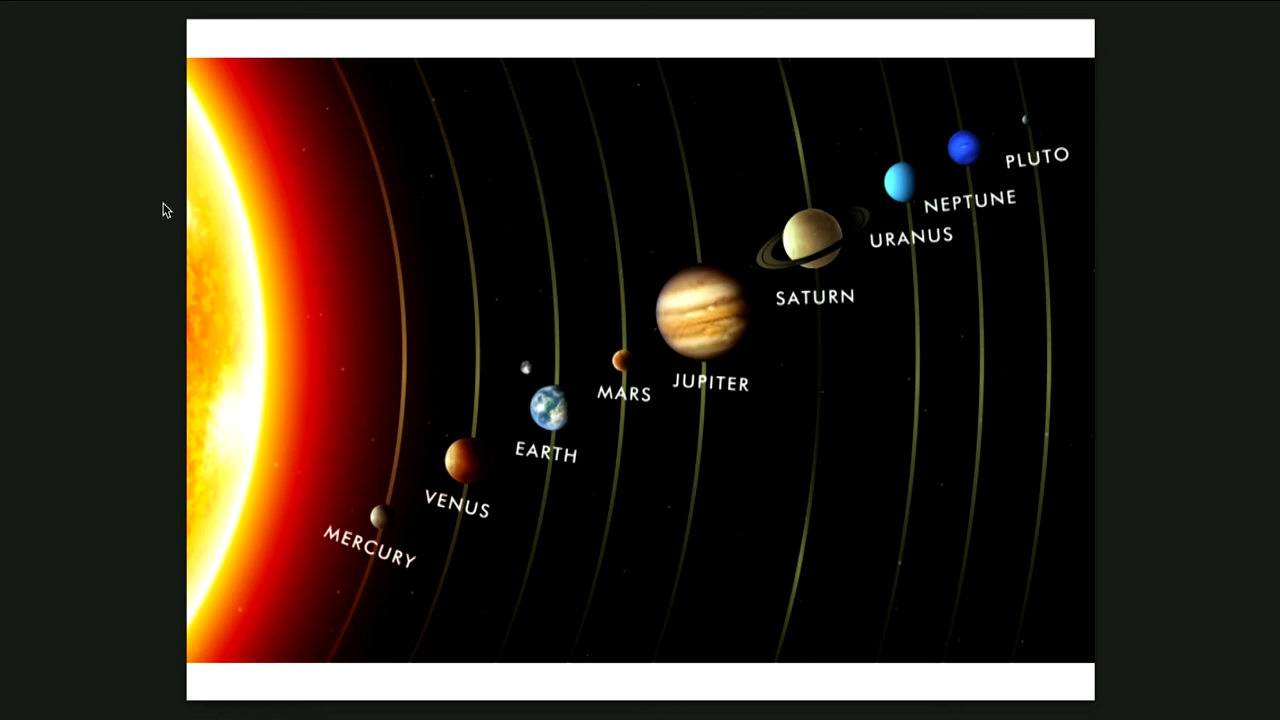 MERCURY
VENUS
EARTH
MARS
JUPITER
SATURN
URANUS
NEPTUNE
PLUTO